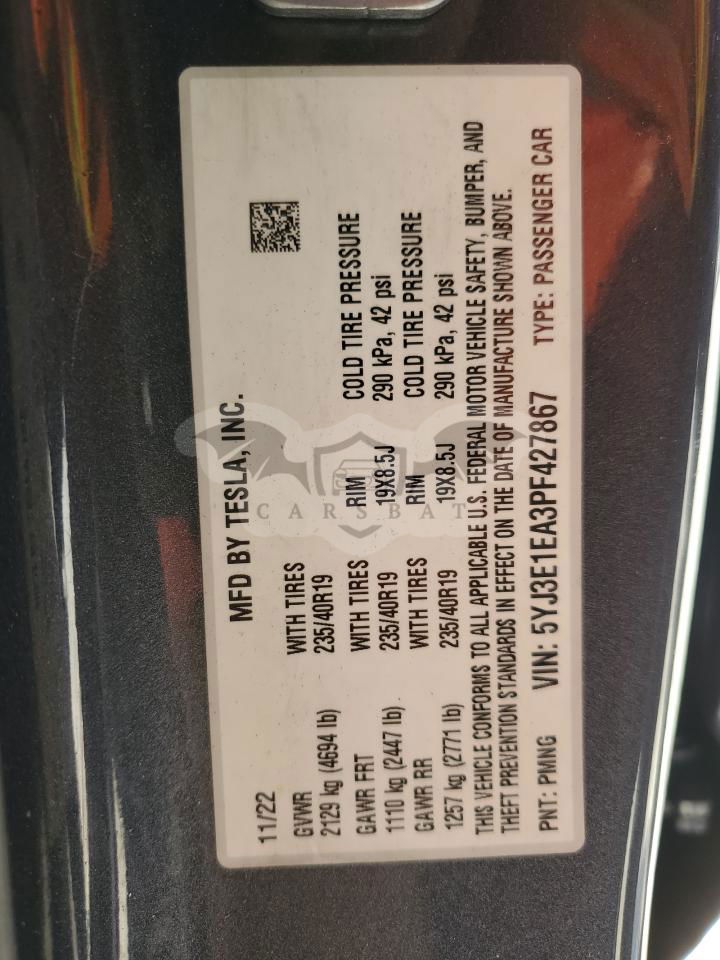 MFD BY TESLA, INC.
11/22
GVWR WITH TIRES
2129 kg (4694 lb) 235/40R19 RIM COLD TIRE PRESSURE
GAWR FRT WITH TIRES 19X8.5J 290 kPa, 42 psi
1110 kg (2447 lb) 235/40R19 RIM COLD TIRE PRESSURE
GAWR RR WITH TIRES 19X8.5J 290 kPa, 42 psi
1257 kg (2771 lb) 235/40R19
THIS VEHICLE CONFORMS TO ALL APPLICABLE U.S. FEDERAL MOTOR VEHICLE SAFETY, BUMPER, AND
THEFT PREVENTION STANDARDS IN EFFECT ON THE DATE OF MANUFACTURE SHOWN ABOVE.
PNT: PMNG VIN: 5YJ3E1EA3PF427867 TYPE: PASSENGER CAR
CARSBAT